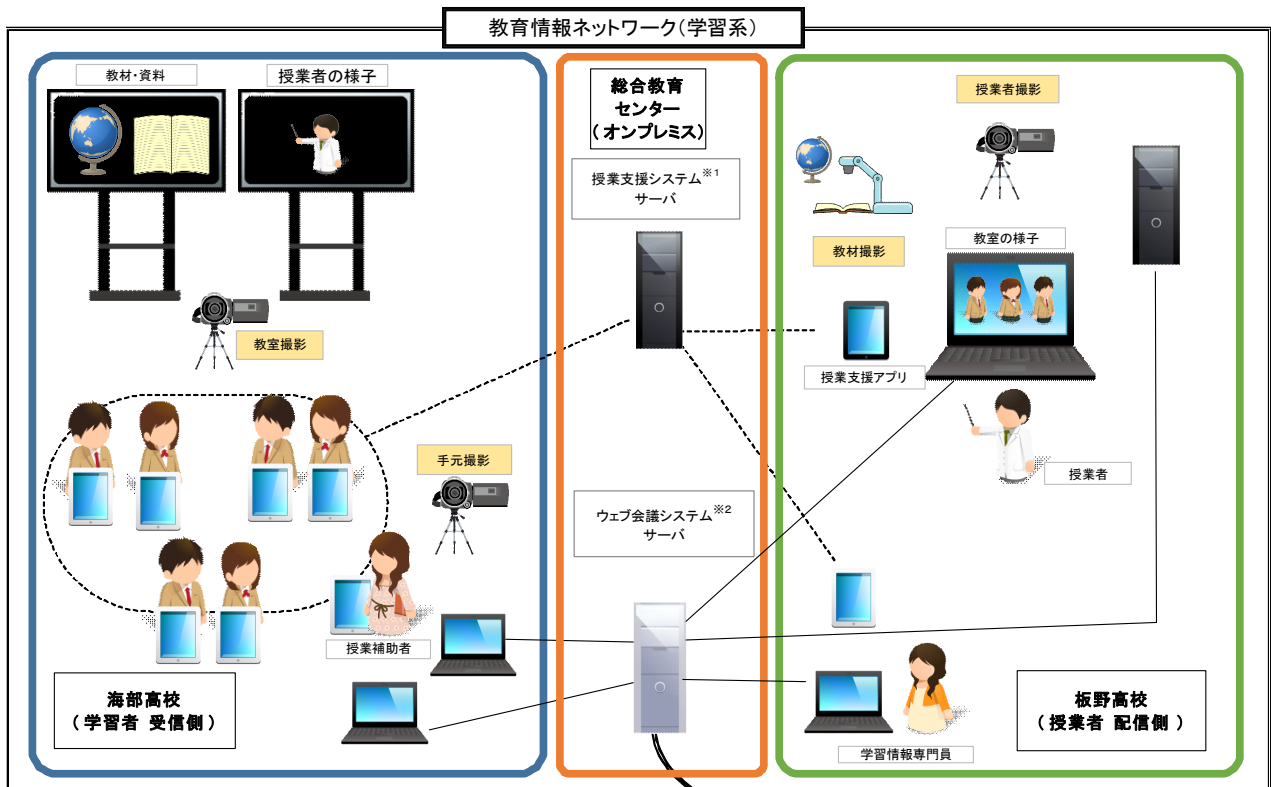 教育情報ネットワーク(学習系)
教材・資料
授業者の様子
教室撮影
手元撮影
授業補助者
海部高校
(学習者 受信側)
総合教育
センター
(オンプレミス)
授業支援システム※1
サーバ
ウェブ会議システム※2
サーバ
授業者撮影
教材撮影
教室の様子
授業支援アプリ
授業者
学習情報専門員
板野高校
(授業者 配信側)